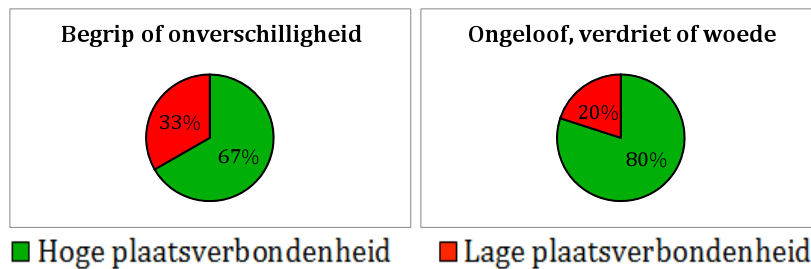 Begrip of onverschilligheid
33%
67%
Ongeloof, verdriet of woede
20%
80%
Hoge plaatsverbondenheid
Lage plaatsverbondenheid